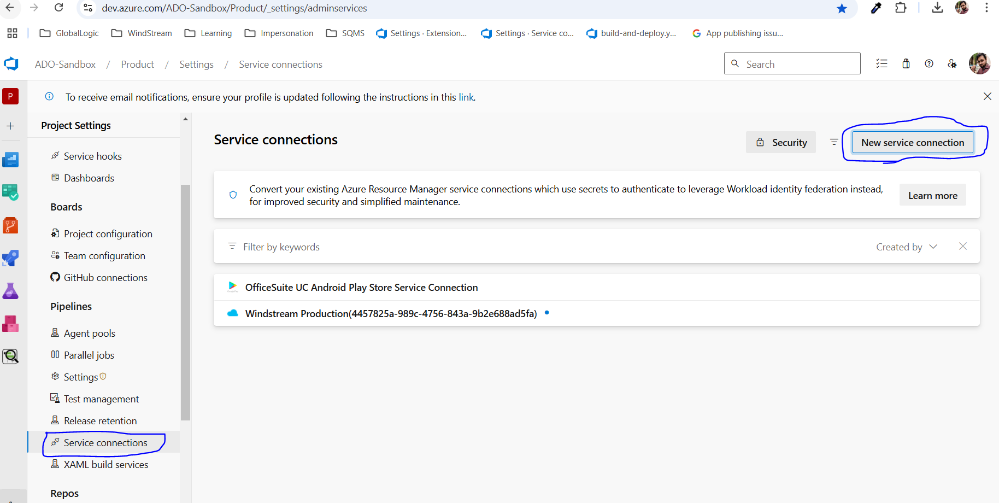 dev.azure.com/ADO-Sandbox/Product/_settings/adminservices
GlobalLogic WindStream Learning Impersonation SQMS Settings · Extension... Settings · Service co... build-and-deploy.y... App publishing issu...
ADO-Sandbox / Product / Settings / Service connections
Search
P
To receive email notifications, ensure your profile is updated following the instructions in this link.
Project Settings
Service hooks
Dashboards
Boards
Project configuration
Team configuration
GitHub connections
Pipelines
Agent pools
Parallel jobs
Settings
Test management
Release retention
Service connections
XAML build services
Repos
Service connections
Security
New service connection
Convert your existing Azure Resource Manager service connections which use secrets to authenticate to leverage Workload identity federation instead,
for improved security and simplified maintenance.
Learn more
Filter by keywords
Created by
OfficeSuite UC Android Play Store Service Connection
Windstream Production(4457825a-989c-4756-843a-9b2e688ad5fa)